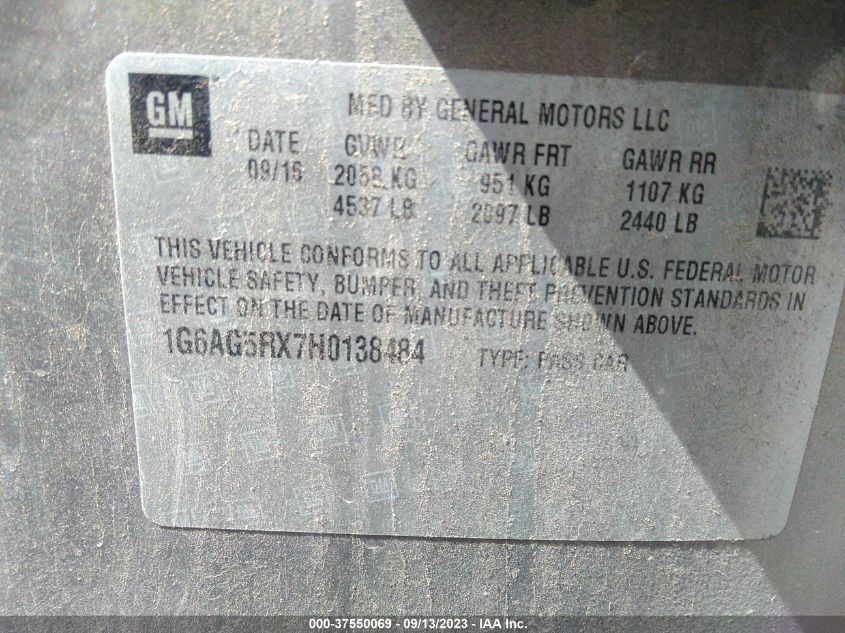 GM
MFD BY GENERAL MOTORS LLC
DATE GVWR GAWR FRT GAWR RR
09/16 2058 KG 951 KG 1107 KG
4537 LB 2097 LB 2440 LB
THIS VEHICLE CONFORMS TO ALL APPLICABLE U.S. FEDERAL MOTOR
VEHICLE SAFETY, BUMPER, AND THEFT PREVENTION STANDARDS IN
EFFECT ON THE DATE OF MANUFACTURE SHOWN ABOVE.
1G6AG5RX7H0138484 TYPE: PASS CAR
000-37550069 - 09/13/2023 - IAA Inc.